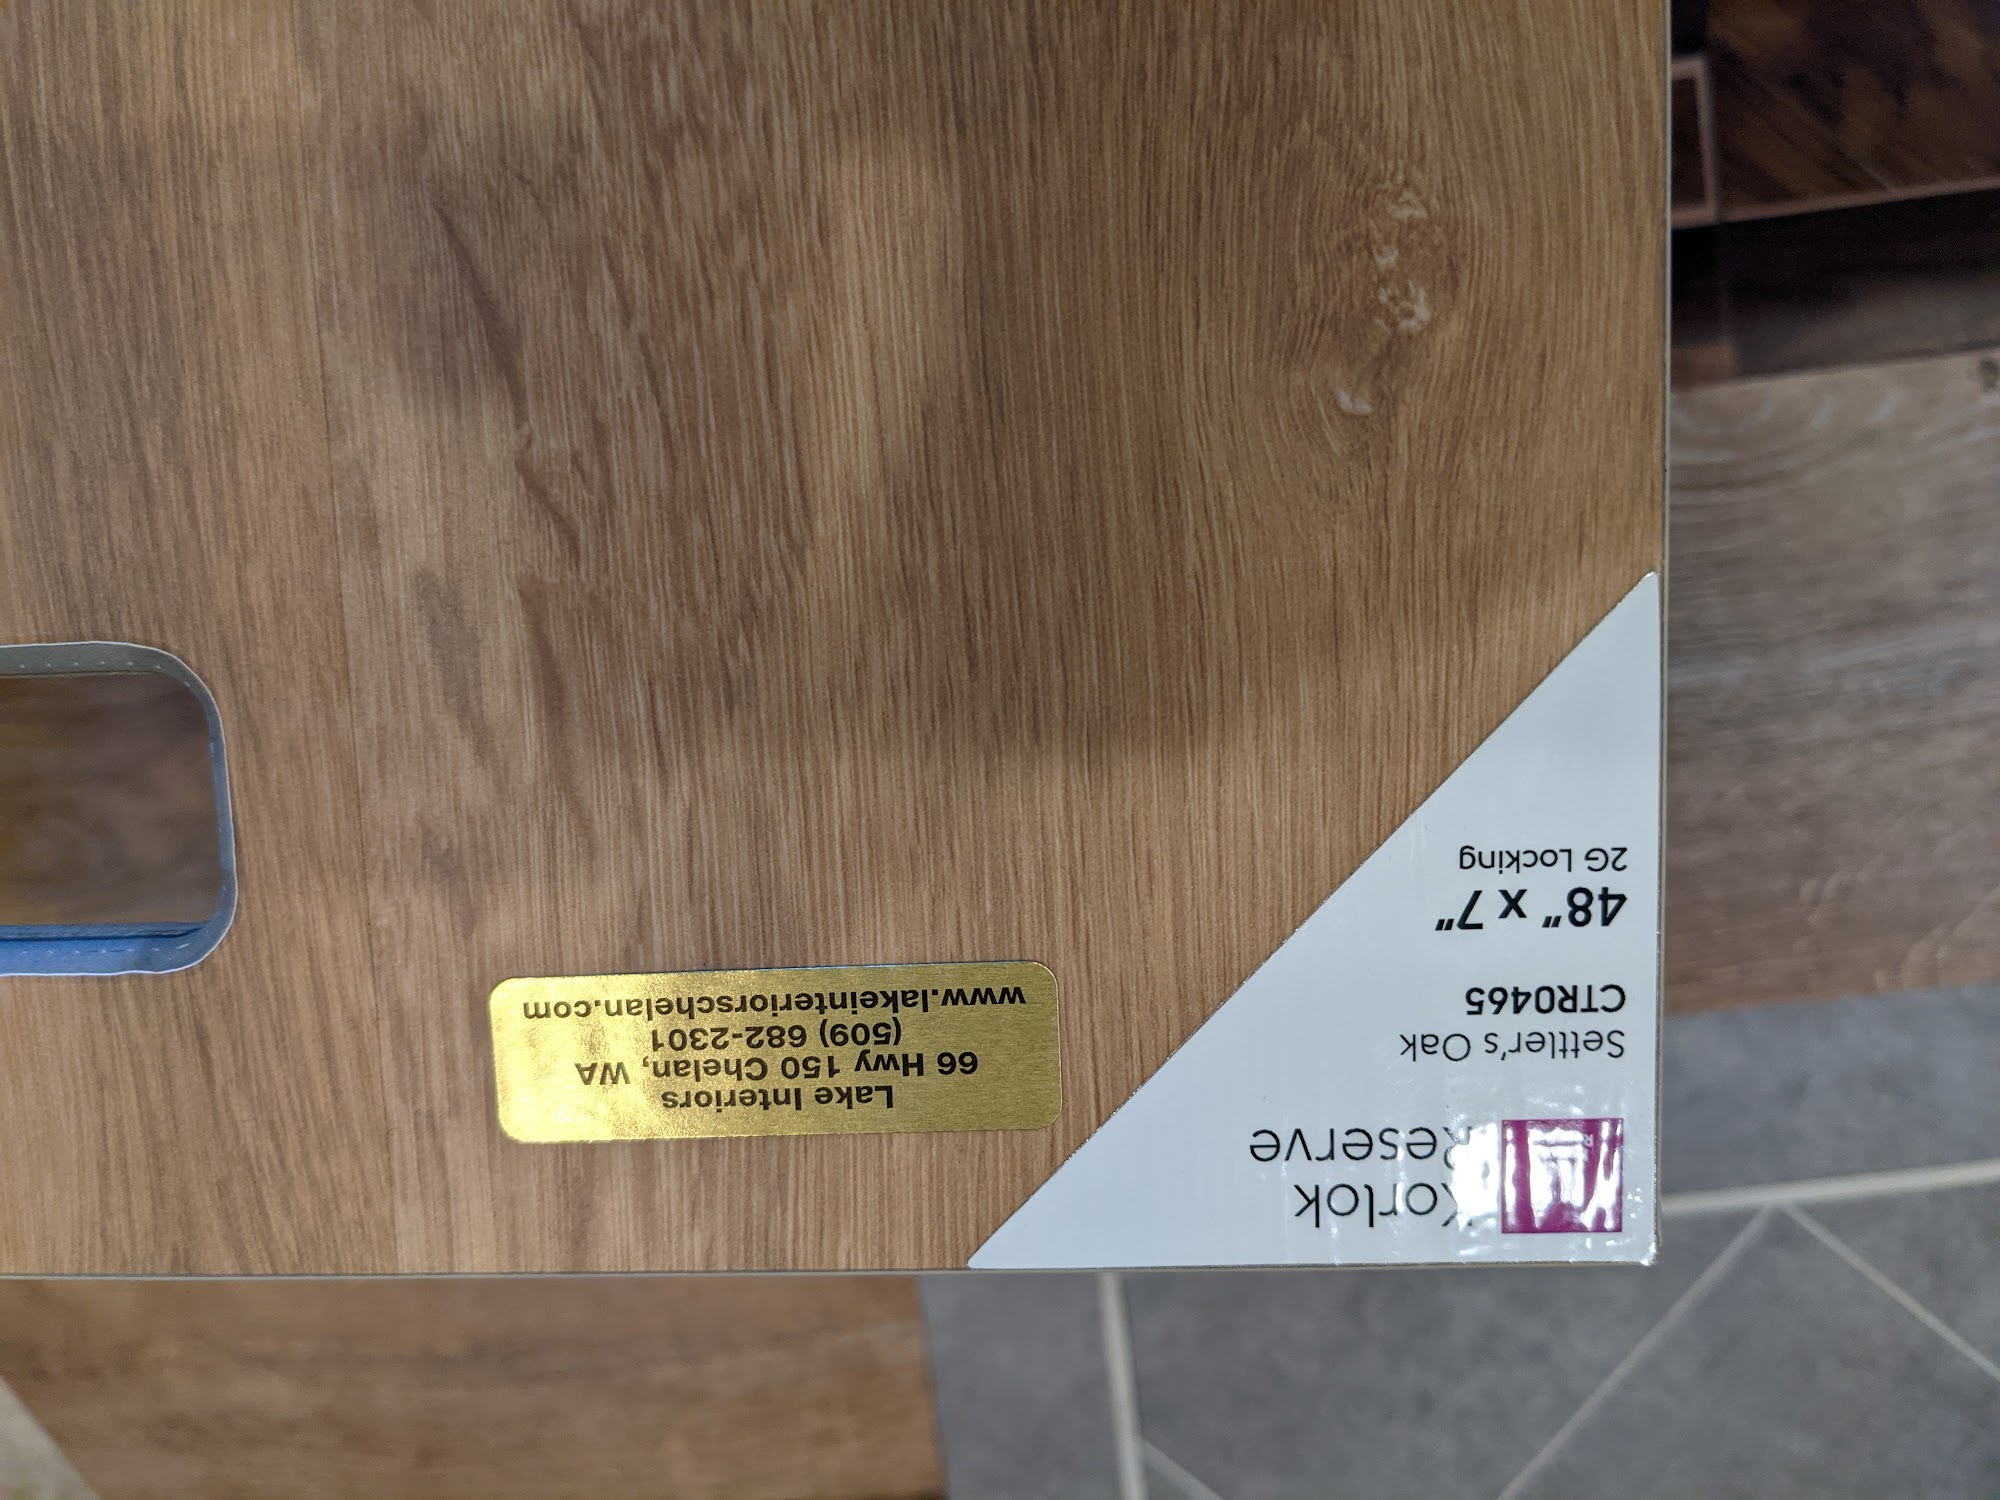 Korlok
Reserve
Settler's Oak
CTR0465
48" x 7"
2G Locking
Lake Interiors
66 Hwy 150 Chelan, WA
(509) 682-2301
www.lakeinteriorschelan.com